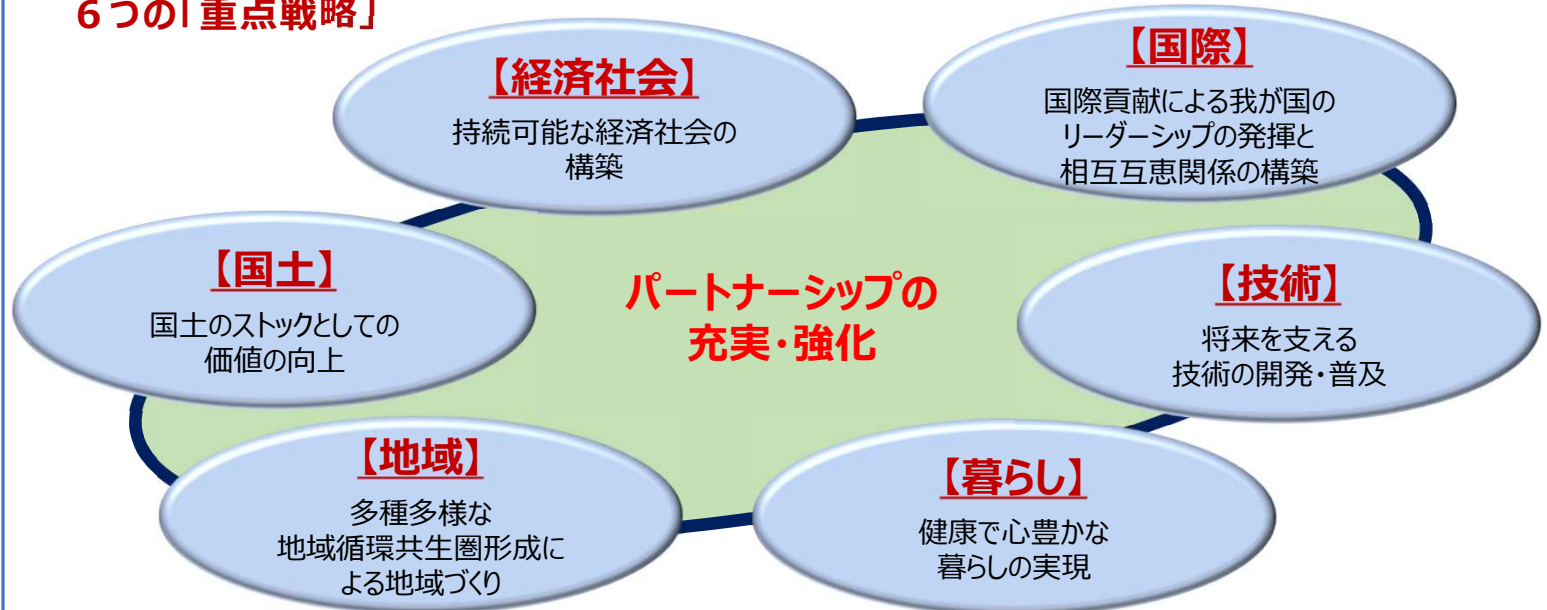 ６つの「重点戦略」
【経済社会】
持続可能な経済社会の
構築
【国際】
国際貢献による我が国の
リーダーシップの発揮と
相互互恵関係の構築
【国土】
国土のストックとしての
価値の向上
パートナーシップの
充実・強化
【技術】
将来を支える
技術の開発・普及
【地域】
多種多様な
地域循環共生圏形成に
よる地域づくり
【暮らし】
健康で心豊かな
暮らしの実現